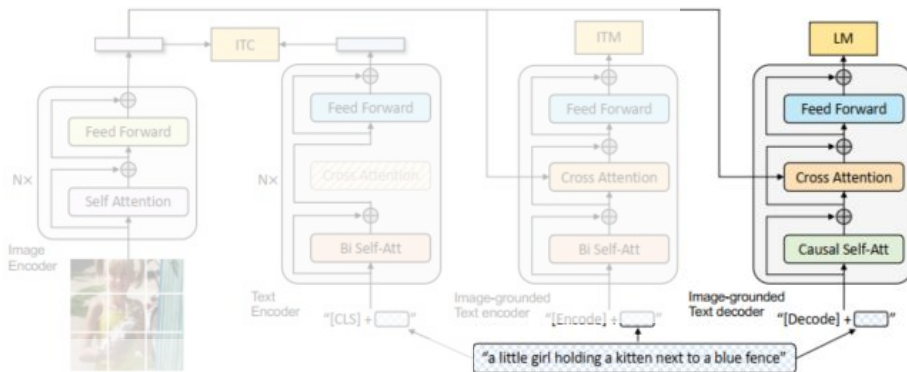 ITC
ITM
LM
Feed Forward
Self Attention
N×
Image
Encoder
Feed Forward
Cross Attention
Bi Self-Att
N×
Text
Encoder
"[CLS] + "
Feed Forward
Cross Attention
Bi Self-Att
Image-grounded
Text encoder
"[Encode] + "
Feed Forward
Cross Attention
Causal Self-Att
Image-grounded
Text decoder
"[Decode] + "
"a little girl holding a kitten next to a blue fence"